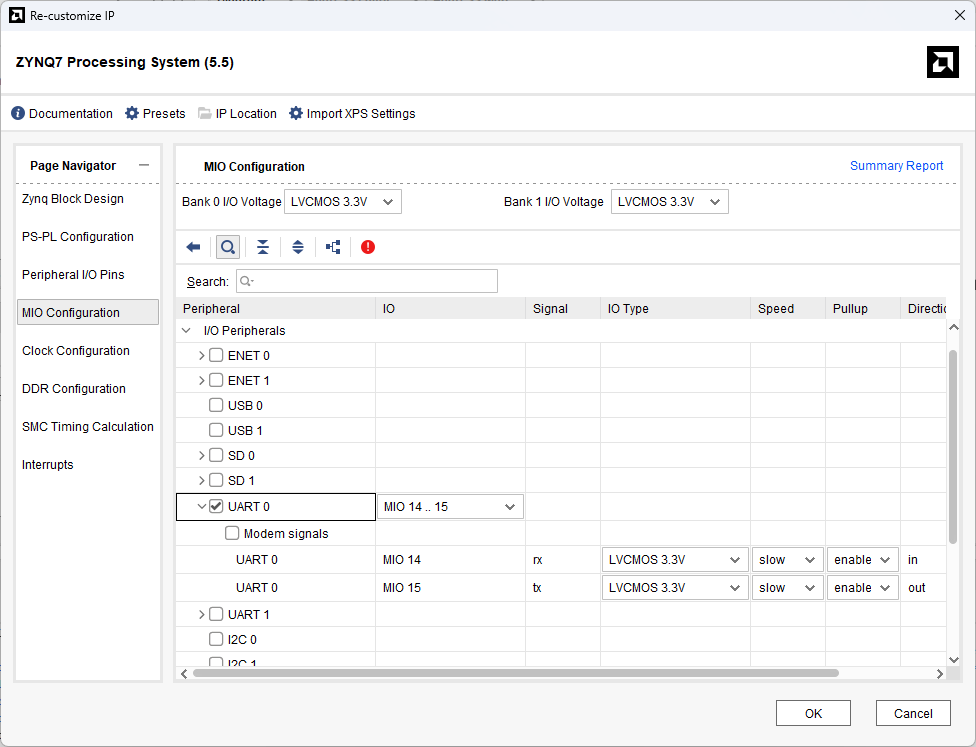 Re-customize IP
ZYNQ7 Processing System (5.5)
Documentation Presets IP Location Import XPS Settings
Page Navigator
Zynq Block Design
PS-PL Configuration
Peripheral I/O Pins
MIO Configuration
Clock Configuration
DDR Configuration
SMC Timing Calculation
Interrupts
MIO Configuration Summary Report
Bank 0 I/O Voltage LVCMOS 3.3V Bank 1 I/O Voltage LVCMOS 3.3V
Search:
Peripheral IO Signal IO Type Speed Pullup Directio
I/O Peripherals
ENET 0
ENET 1
USB 0
USB 1
SD 0
SD 1
UART 0 MIO 14 .. 15
Modem signals
UART 0 MIO 14 rx LVCMOS 3.3V slow enable in
UART 0 MIO 15 tx LVCMOS 3.3V slow enable out
UART 1
I2C 0
I2C 1
OK Cancel